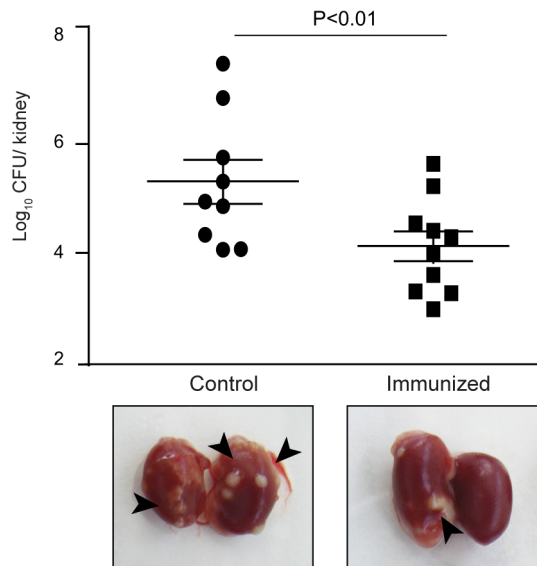 P<0.01
8
6
4
2
Log₁₀ CFU/ kidney
Control
Immunized